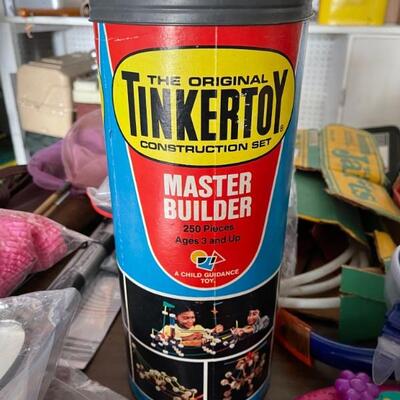 THE ORIGINAL
TINKERTOY®
CONSTRUCTION SET
MASTER
BUILDER
250 Pieces
Ages 3 and Up
A CHILD GUIDANCE
TOY.